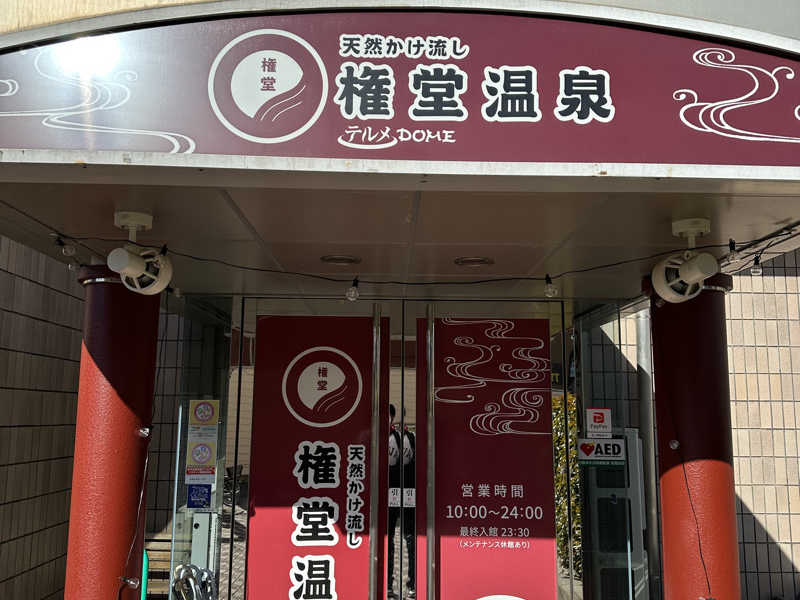 天然かけ流し
権堂
権堂温泉
テルメDOME
権堂
天然かけ流し
権堂温
営業時間
10:00〜24:00
最終入館 23:30
(メンテナンス休館あり)
引
引
PayPay
AED